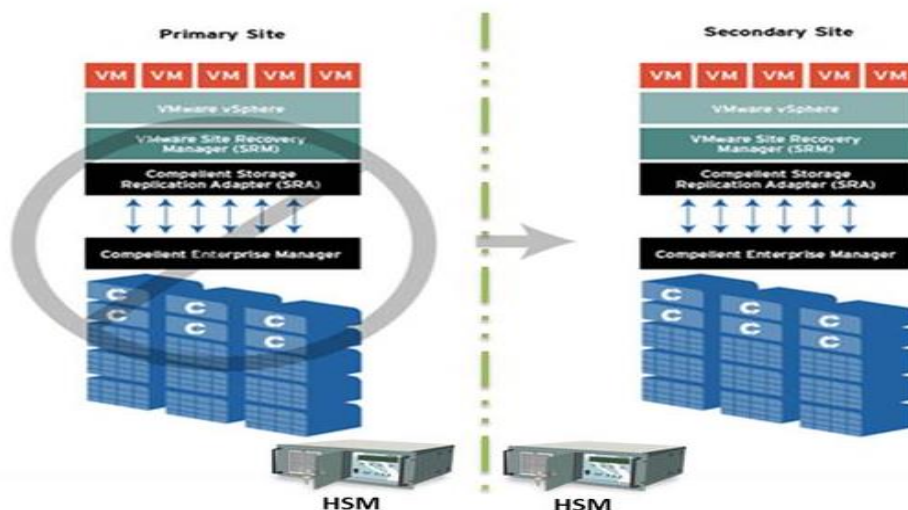 Primary Site
VM VM VM VM VM
VMware vSphere
VMware Site Recovery
Manager (SRM)
Compellent Storage
Replication Adapter (SRA)
Compellent Enterprise Manager
C
C
C
C
C
C
HSM
Secondary Site
VM VM VM VM VM
VMware vSphere
VMware Site Recovery
Manager (SRM)
Compellent Storage
Replication Adapter (SRA)
Compellent Enterprise Manager
C
C
C
C
C
C
HSM